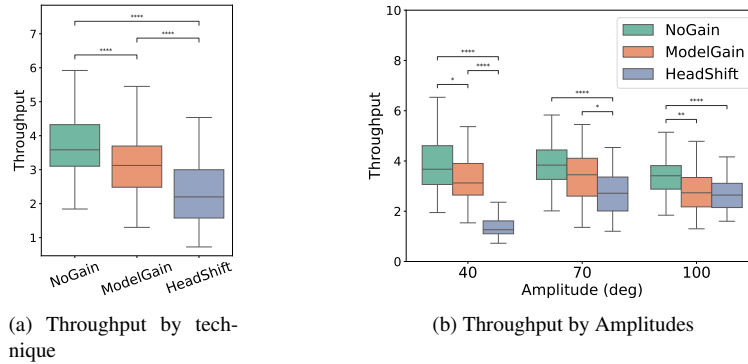 ****
****
****
Throughput
7
6
5
4
3
2
1
NoGain
ModelGain
HeadShift
(a) Throughput by tech-
nique
10
8
6
4
2
0
Throughput
NoGain
ModelGain
HeadShift
****
****
*
****
*
****
**
40
70
100
Amplitude (deg)
(b) Throughput by Amplitudes